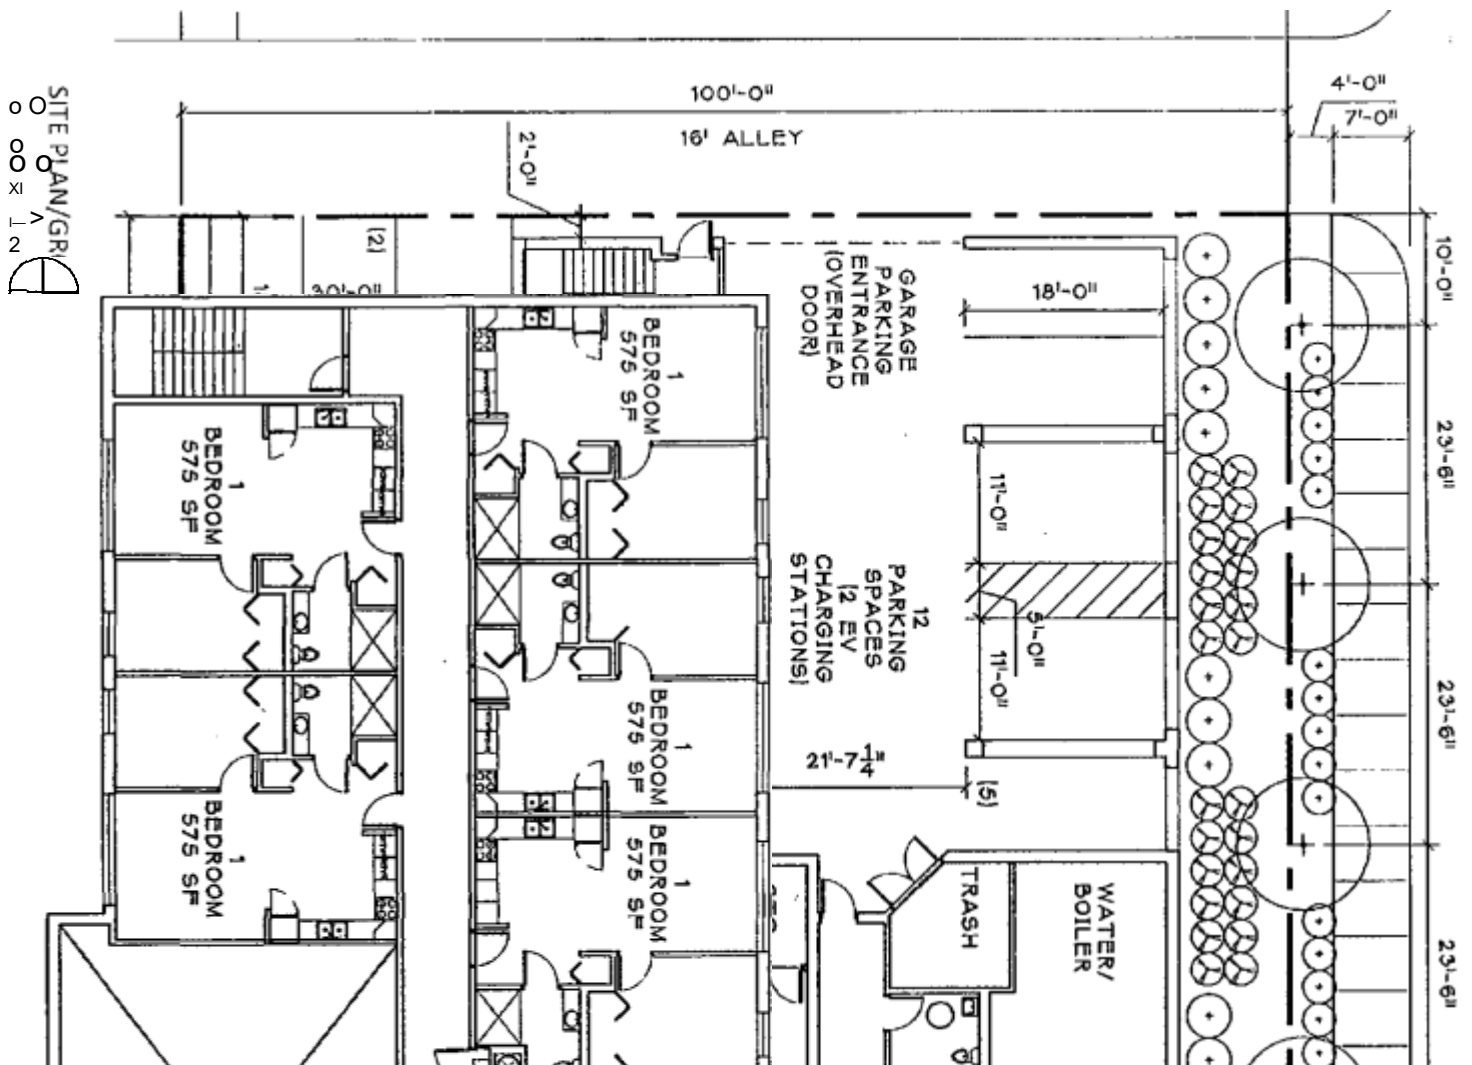 100'-0"
16' ALLEY
4'-0"
7'-0"
2'-0"
o O
o
O O
XI
I—>
2
SITE PLAN/GR
(2)
30'-0"
GARAGE
PARKING
ENTRANCE
(OVERHEAD
DOOR)
18'-0"
10'-0"
1
BEDROOM
575 SF
1
BEDROOM
575 SF
23'-6"
11'-0"
12
PARKING
SPACES
(2 EV
CHARGING
STATIONS)
5'-0"
11'-0"
1
BEDROOM
575 SF
23'-6"
21'-7 1/4"
(5)
1
BEDROOM
575 SF
1
BEDROOM
575 SF
TRASH
WATER/
BOILER
23'-6"